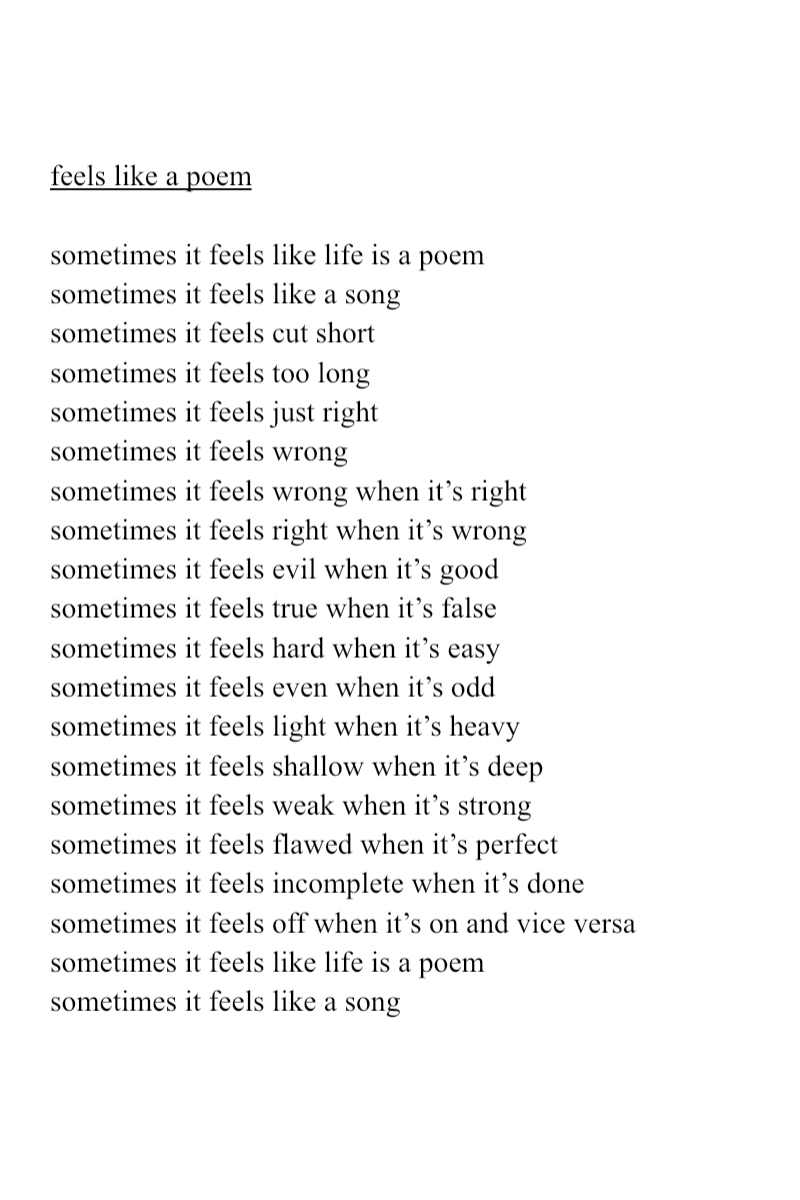 feels like a poem
sometimes it feels like life is a poem
sometimes it feels like a song
sometimes it feels cut short
sometimes it feels too long
sometimes it feels just right
sometimes it feels wrong
sometimes it feels wrong when it’s right
sometimes it feels right when it’s wrong
sometimes it feels evil when it’s good
sometimes it feels true when it’s false
sometimes it feels hard when it’s easy
sometimes it feels even when it’s odd
sometimes it feels light when it’s heavy
sometimes it feels shallow when it’s deep
sometimes it feels weak when it’s strong
sometimes it feels flawed when it’s perfect
sometimes it feels incomplete when it’s done
sometimes it feels off when it’s on and vice versa
sometimes it feels like life is a poem
sometimes it feels like a song